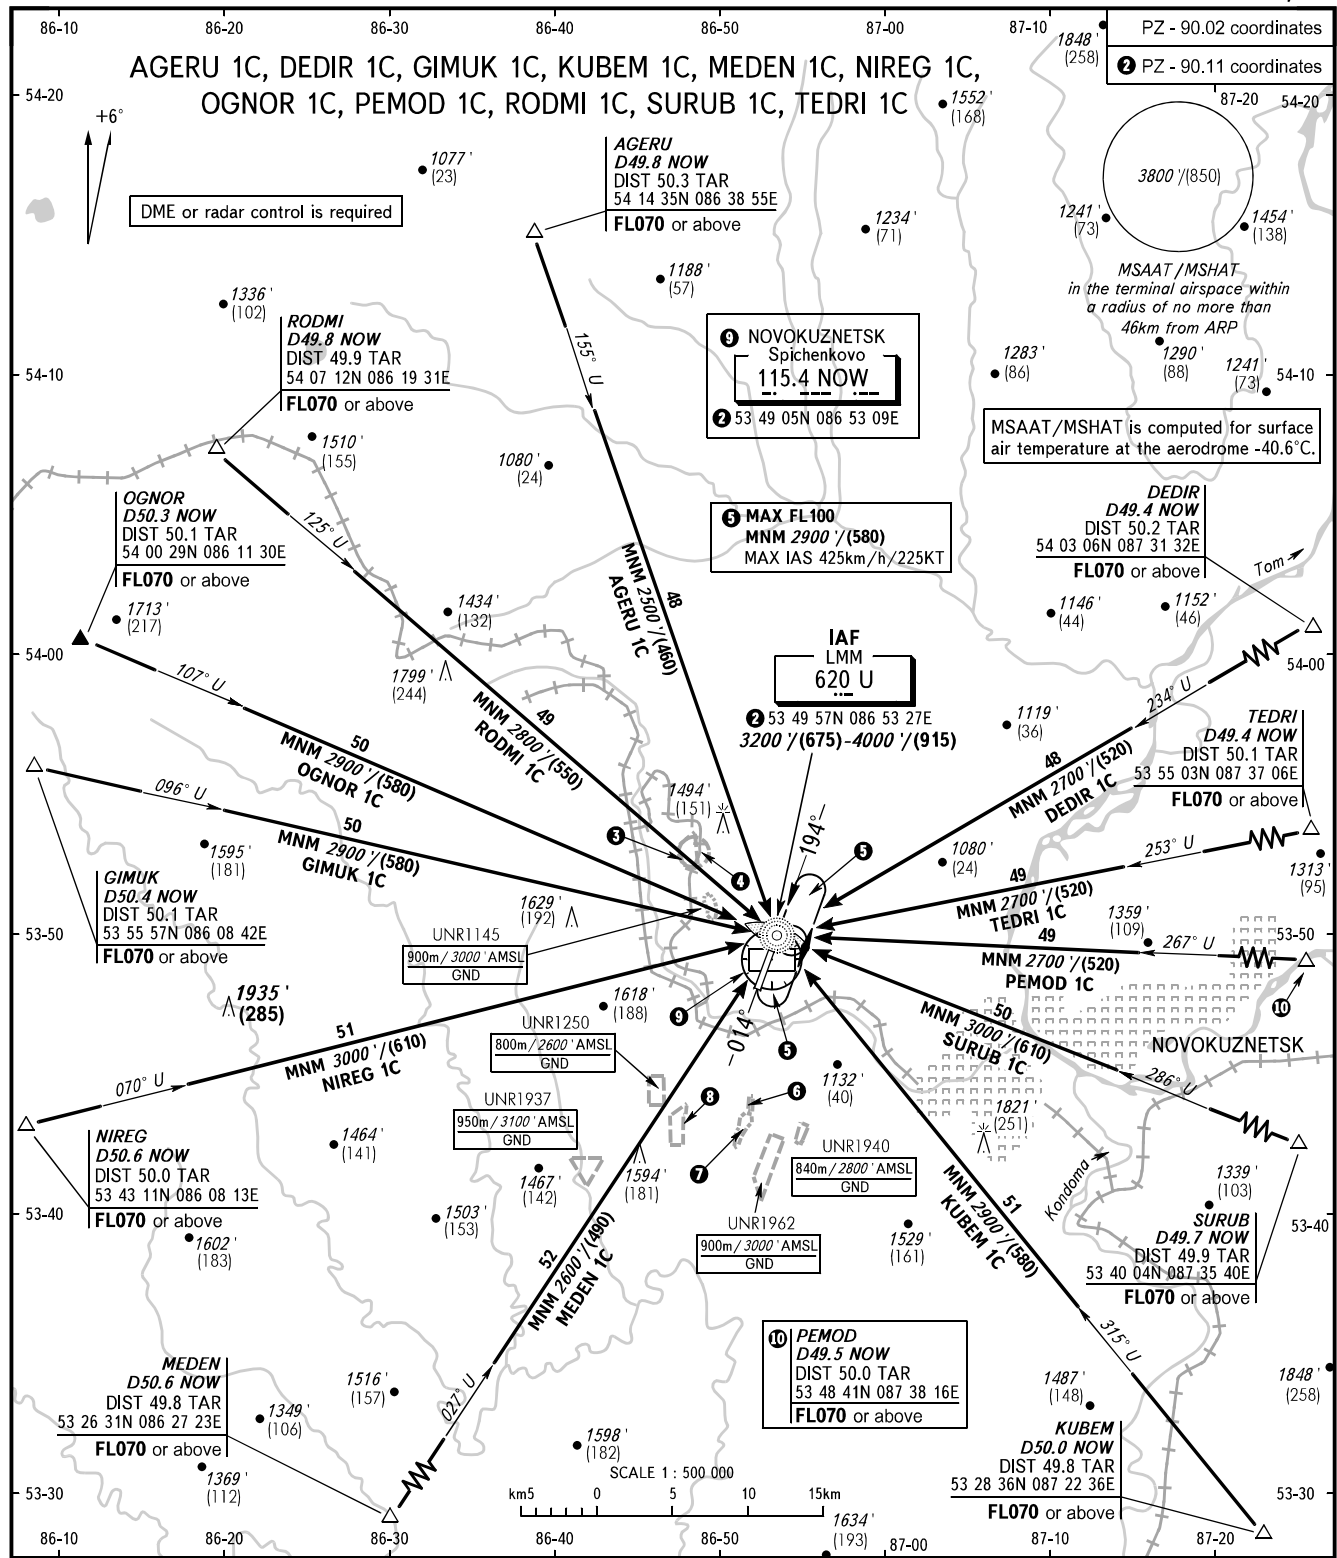 86-10
86-20
86-40
86-50
87-00
87-10
PZ - 90.02 coordinates
❷ PZ - 90.11 coordinates
1848'
(258)
87-20
54-20
54-20
AGERU 1C, DEDIR 1C, GIMUK 1C, KUBEM 1C, MEDEN 1C, NIREG 1C,
OGNOR 1C, PEMOD 1C, RODMI 1C, SURUB 1C, TEDRI 1C
+6°
1552'
(168)
1077'
(23)
AGERU
D49.8 NOW
DIST 50.3 TAR
54 14 35N 086 38 55E
FL070 or above
DME or radar control is required
3800'/(850)
1234'
(71)
1241'
(73)
1454'
(138)
MSAAT/MSHAT
in the terminal airspace within
a radius of no more than
46km from ARP
1188'
(57)
1336'
(102)
RODMI
D49.8 NOW
DIST 49.9 TAR
54 07 12N 086 19 31E
FL070 or above
155° U
❾ NOVOKUZNETSK
Spichenkovo
115.4 NOW
❷ 53 49 05N 086 53 09E
1283'
(86)
1290'
(88)
1241'
(73)
54-10
54-10
MSAAT/MSHAT is computed for surface
air temperature at the aerodrome -40.6°C.
1510'
(155)
1080'
(24)
OGNOR
D50.3 NOW
DIST 50.1 TAR
54 00 29N 086 11 30E
FL070 or above
125° U
❺ MAX FL100
MNM 2900'/(580)
MAX IAS 425km/h/225KT
DEDIR
D49.4 NOW
DIST 50.2 TAR
54 03 06N 087 31 32E
FL070 or above
Tom
1713'
(217)
1434'
(132)
48
MNM 2500'/(460)
AGERU 1C
1146'
(44)
1152'
(46)
54-00
54-00
107° U
1799'
(244)
IAF
LMM
620 U
❷ 53 49 57N 086 53 27E
3200'/(675)-4000'/(915)
234° U
1119'
(36)
TEDRI
D49.4 NOW
DIST 50.1 TAR
53 55 03N 087 37 06E
FL070 or above
49
MNM 2800'/(550)
RODMI 1C
50
MNM 2900'/(580)
OGNOR 1C
48
MNM 2700'/(520)
DEDIR 1C
096° U
50
MNM 2900'/(580)
GIMUK 1C
1494'
(151)
❸
❹
194°
❺
1595'
(181)
1080'
(24)
253° U
1313'
(95)
GIMUK
D50.4 NOW
DIST 50.1 TAR
53 55 57N 086 08 42E
FL070 or above
49
MNM 2700'/(520)
TEDRI 1C
1629'
(192)
1359'
(109)
53-50
53-50
UNR1145
900m/3000'AMSL
GND
49
MNM 2700'/(520)
PEMOD 1C
267° U
❿
1935'
(285)
1618'
(188)
❾
014°
❺
50
MNM 3000'/(610)
SURUB 1C
NOVOKUZNETSK
UNR1250
800m/2600'AMSL
GND
51
MNM 3000'/(610)
NIREG 1C
070° U
1132'
(40)
286° U
UNR1937
950m/3100'AMSL
GND
❽
❻
❼
1821'
(251)
NIREG
D50.6 NOW
DIST 50.0 TAR
53 43 11N 086 08 13E
FL070 or above
1464'
(141)
1467'
(142)
1594'
(181)
UNR1940
840m/2800'AMSL
GND
Kondoma
1339'
(103)
53-40
53-40
1503'
(153)
1602'
(183)
UNR1962
900m/3000'AMSL
GND
1529'
(161)
51
MNM 2900'/(580)
KUBEM 1C
SURUB
D49.7 NOW
DIST 49.9 TAR
53 40 04N 087 35 40E
FL070 or above
52
MNM 2600'/(490)
MEDEN 1C
❿ PEMOD
D49.5 NOW
DIST 50.0 TAR
53 48 41N 087 38 16E
FL070 or above
315° U
MEDEN
D50.6 NOW
DIST 49.8 TAR
53 26 31N 086 27 23E
FL070 or above
027° U
1516'
(157)
1349'
(106)
1487'
(148)
1848'
(258)
KUBEM
D50.0 NOW
DIST 49.8 TAR
53 28 36N 087 22 36E
FL070 or above
1369'
(112)
1598'
(182)
SCALE 1 : 500 000
km5 0 5 10 15km
53-30
53-30
1634'
(193)
86-10
86-20
86-30
86-40
86-50
87-00
87-10
87-20